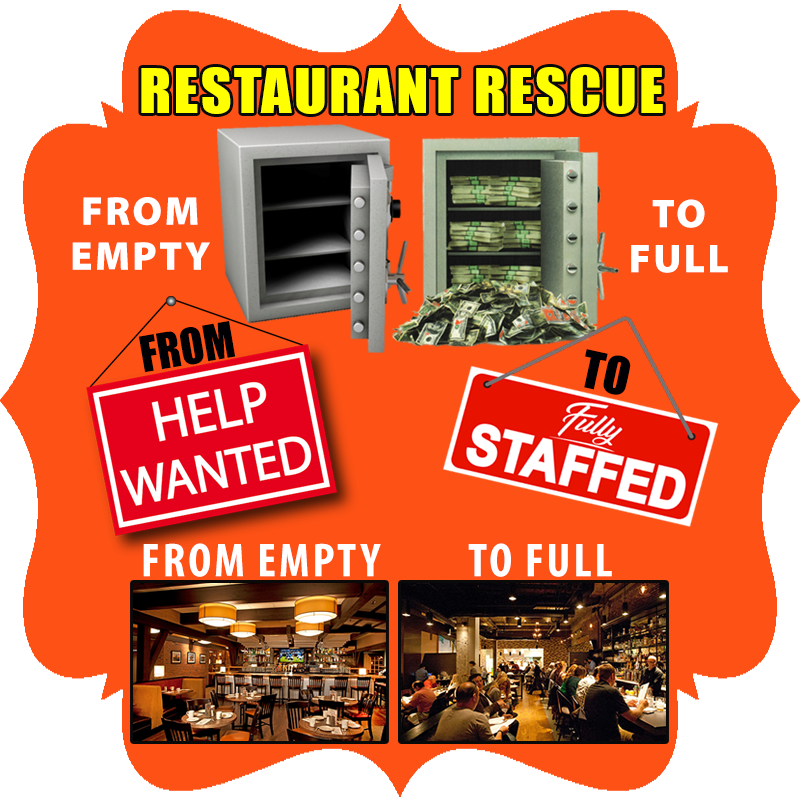 RESTAURANT RESCUE
FROM
EMPTY
TO
FULL
FROM
HELP
WANTED
TO
Fully
STAFFED
FROM EMPTY
TO FULL